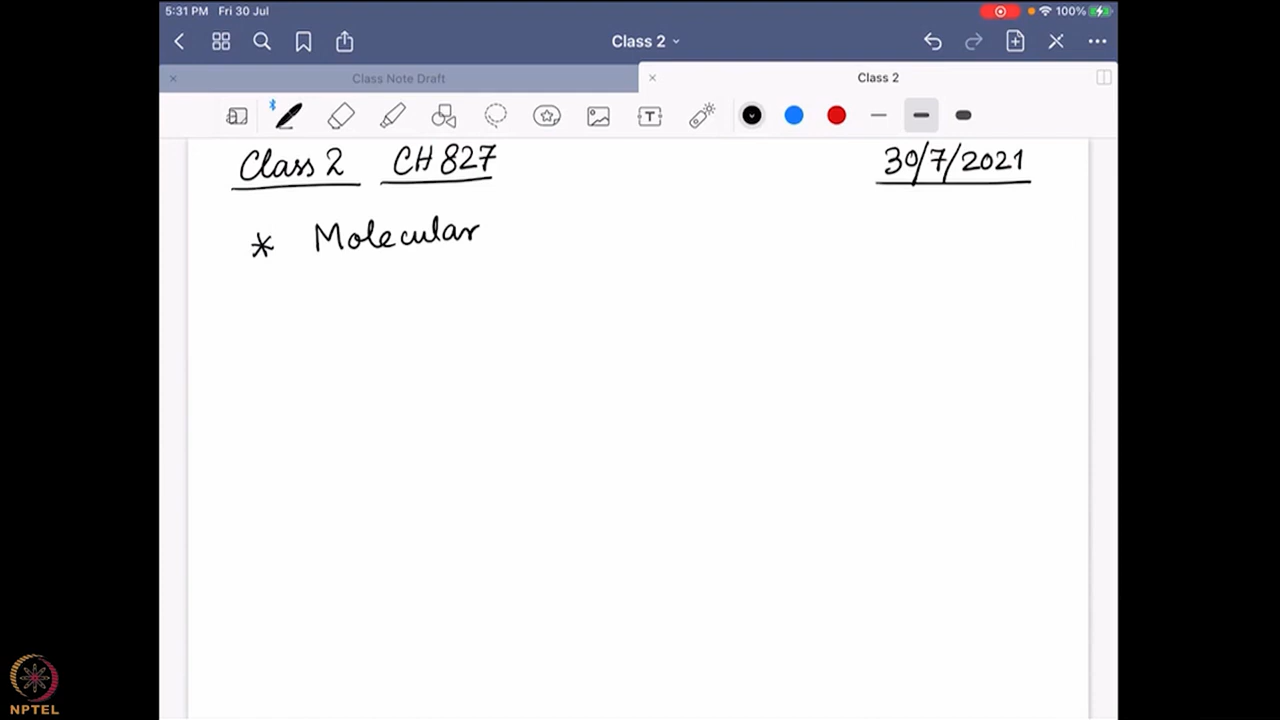 5:31 PM Fri 30 Jul 100%
Class 2
Class Note Draft Class 2
T
Class 2 CH 827 30/7/2021
* Molecular
NPTEL